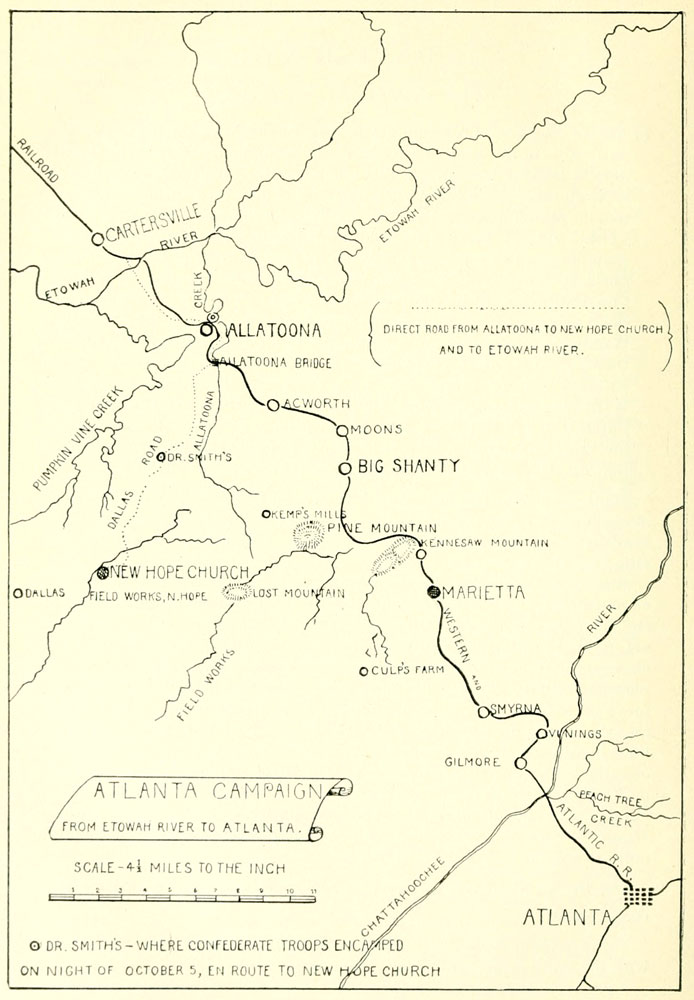 RAILROAD
CARTERSVILLE
RIVER
ETOWAH
ETOWAH RIVER
CREEK
ALLATOONA
DIRECT ROAD FROM ALLATOONA TO NEW HOPE CHURCH
AND TO ETOWAH RIVER.
ALLATOONA BRIDGE
PUMPKIN VINE CREEK
ALLATOONA
ACWORTH
MOONS
ROAD
DR. SMITH'S
BIG SHANTY
DALLAS
KEMP'S MILLS
PINE MOUNTAIN
KENNESAW MOUNTAIN
NEW HOPE CHURCH
DALLAS
FIELD WORKS, N. HOPE
LOST MOUNTAIN
MARIETTA
RIVER
WESTERN
AND
FIELD WORKS
CULP'S FARM
SMYRNA
VININGS
GILMORE
ATLANTA CAMPAIGN
FROM ETOWAH RIVER TO ATLANTA.
PEACH TREE
CREEK
ATLANTIC R.R.
SCALE-4½ MILES TO THE INCH
1 2 3 4 5 6 7 8 9 10 11
CHATTAHOOCHEE
ATLANTA
DR. SMITH'S - WHERE CONFEDERATE TROOPS ENCAMPED
ON NIGHT OF OCTOBER 5, EN ROUTE TO NEW HOPE CHURCH